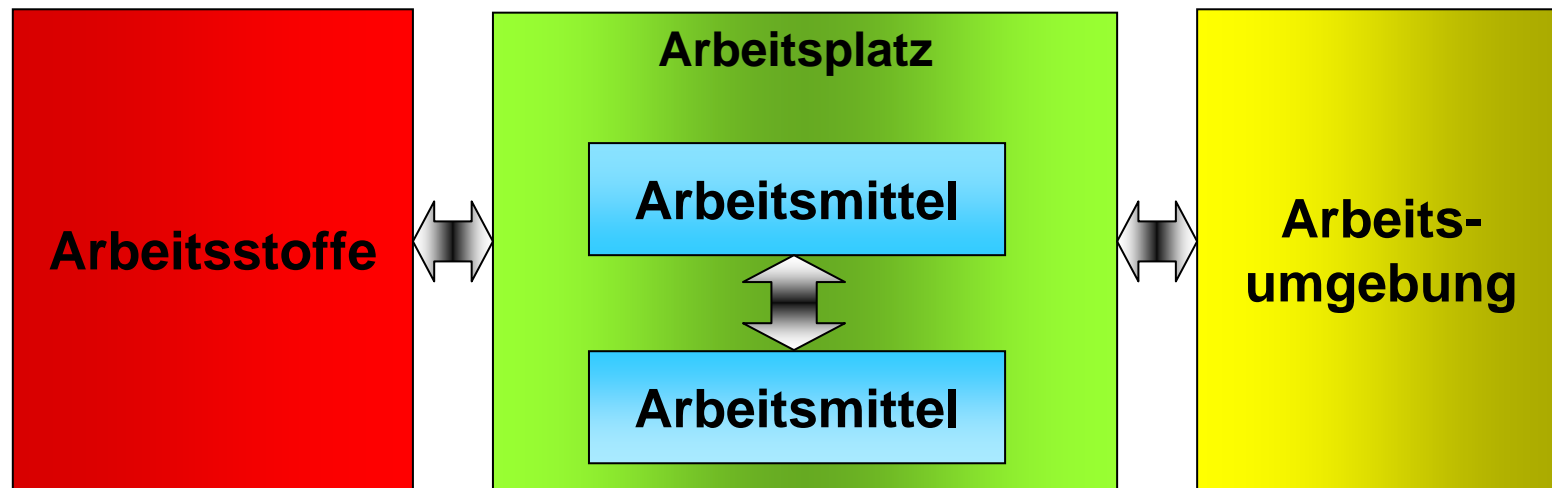 Arbeitsstoffe
Arbeitsplatz
Arbeitsmittel
Arbeitsmittel
Arbeits-
umgebung